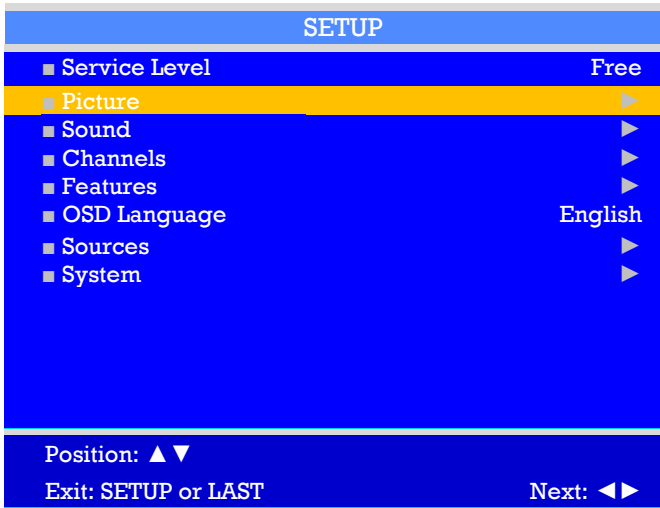 SETUP
■ Service Level Free
■ Picture ►
■ Sound ►
■ Channels ►
■ Features ►
■ OSD Language English
■ Sources ►
■ System ►
Position: ▲▼
Exit: SETUP or LAST Next: ◄►